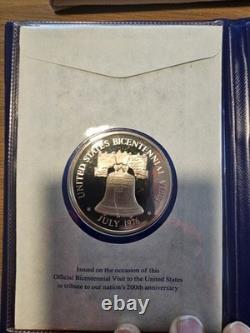 UNITED STATES BICENTENNIAL VISIT
JULY 1976
Issued on the occasion of this
Official Bicentennial Visit to the United States
in tribute to our nation's 200th anniversary
ebay